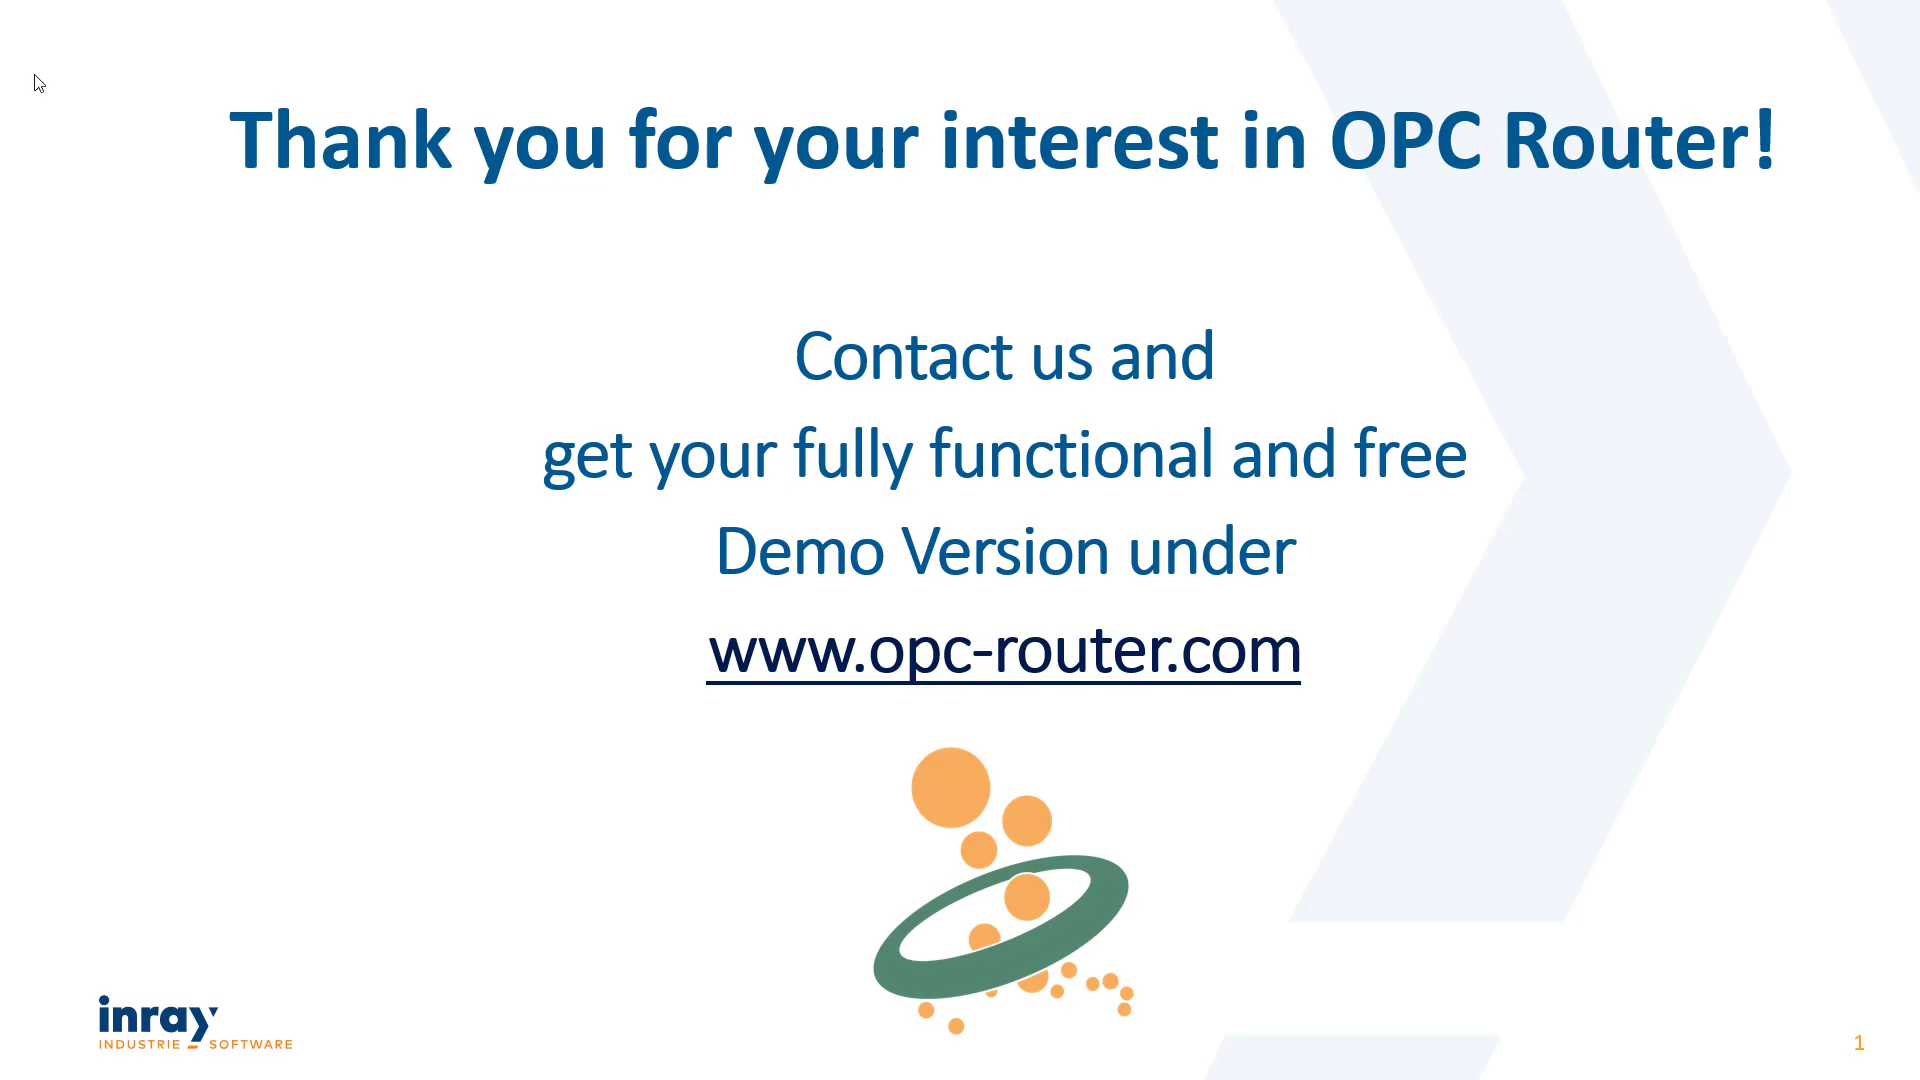 Thank you for your interest in OPC Router!
Contact us and
get your fully functional and free
Demo Version under
www.opc-router.com
inray
INDUSTRIE _ SOFTWARE
1